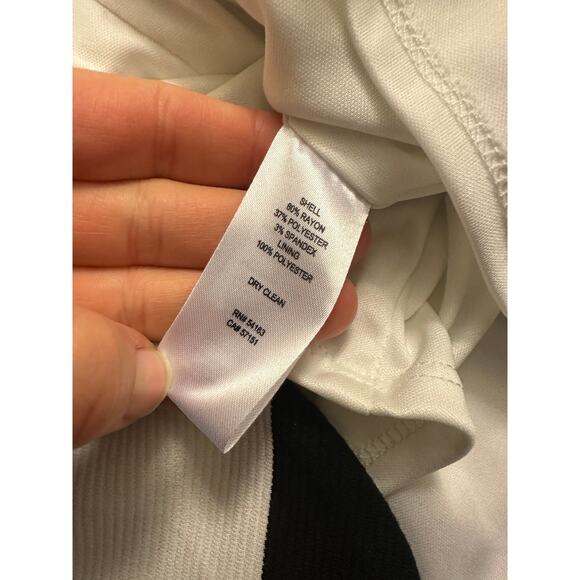 SHELL
60% RAYON
37% POLYESTER
3% SPANDEX
LINING
100% POLYESTER
DRY CLEAN
RN# 54163
CA# 57151